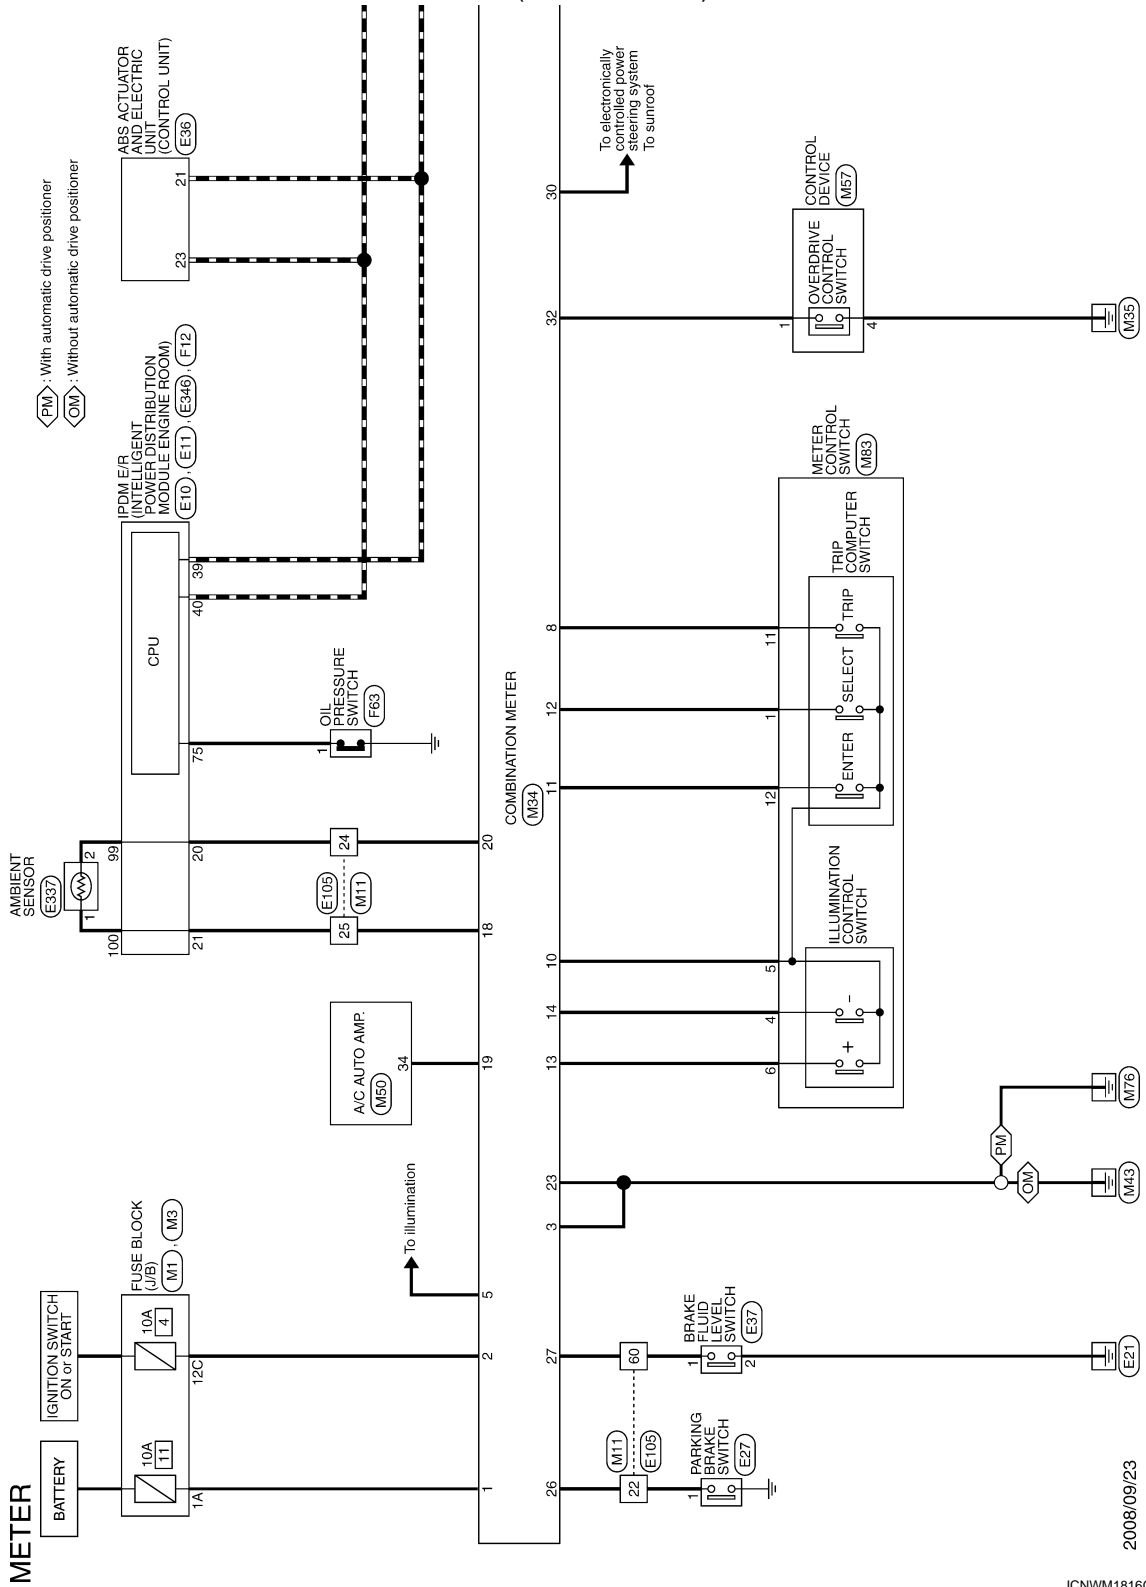 METER
BATTERY
IGNITION SWITCH
ON or START
FUSE BLOCK
(J/B)
M1 , M3
10A
11
10A
4
1A
12C
To illumination
A/C AUTO AMP.
M50
34
AMBIENT
SENSOR
E337
1
2
100
99
21
20
25
24
E105
M11
IPDM E/R
(INTELLIGENT
POWER DISTRIBUTION
MODULE ENGINE ROOM)
E10 , E11 , E346 , F12
CPU
75
40
39
1
OIL
PRESSURE
SWITCH
F63
PM : With automatic drive positioner
OM : Without automatic drive positioner
ABS ACTUATOR
AND ELECTRIC
UNIT
(CONTROL UNIT)
E36
23
21
1
2
5
19
18
20
COMBINATION METER
M34
26
27
3
23
13
14
10
11
12
8
32
30
To electronically
controlled power
steering system
To sunroof
M11
E105
22
60
1
PARKING
BRAKE
SWITCH
E27
1
2
BRAKE
FLUID
LEVEL
SWITCH
E37
E21
PM
OM
M43
M76
6
4
5
12
1
11
+
-
ILLUMINATION
CONTROL
SWITCH
ENTER
SELECT
TRIP
TRIP
COMPUTER
SWITCH
METER
CONTROL
SWITCH
M83
1
4
OVERDRIVE
CONTROL
SWITCH
CONTROL
DEVICE
M57
M35
2008/09/23